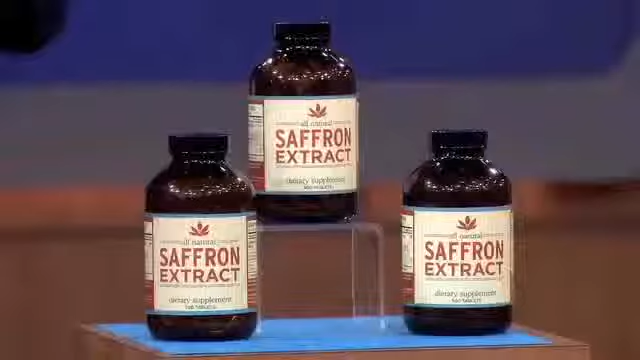 all natural
SAFFRON
EXTRACT
dietary supplement
all natural
SAFFRON
EXTRACT
dietary supplement
all natural
SAFFRON
EXTRACT
dietary supplement